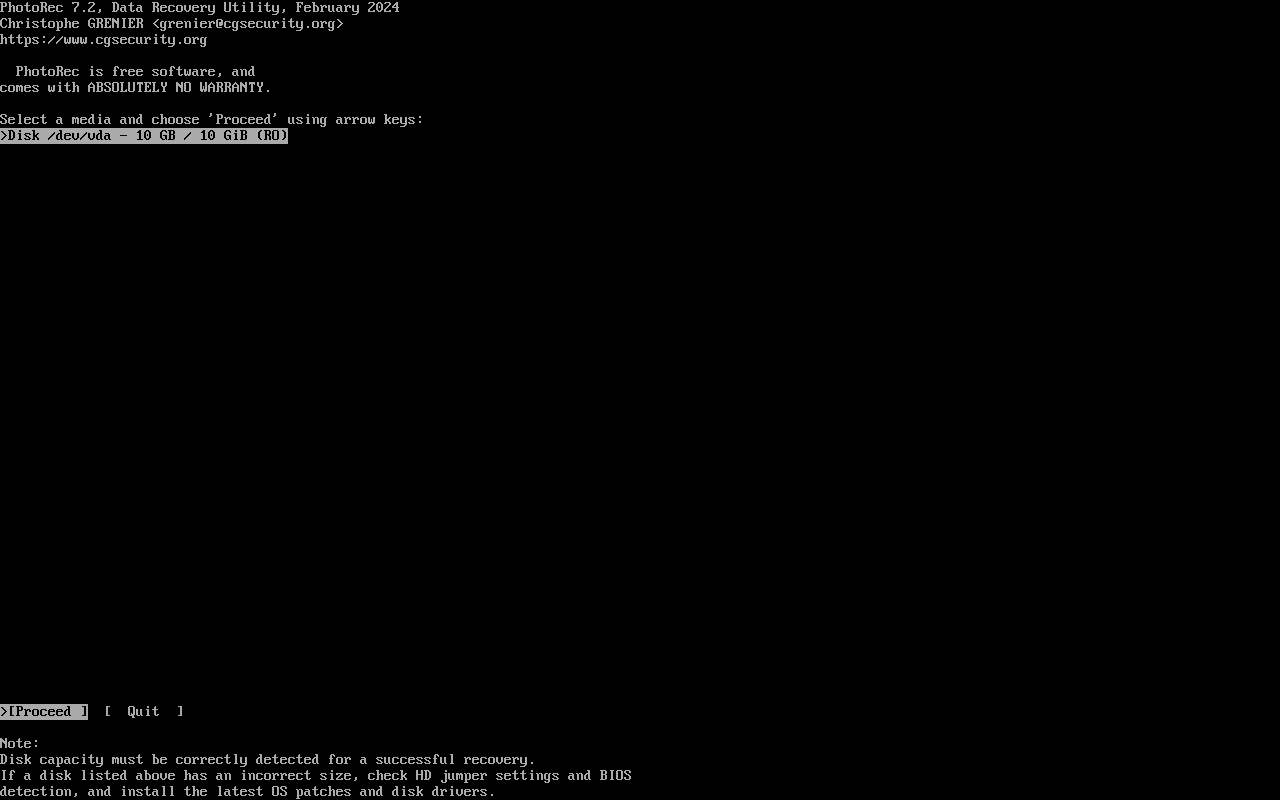 PhotoRec 7.2, Data Recovery Utility, February 2024
Christophe GRENIER <grenier@cgsecurity.org>
https://www.cgsecurity.org
PhotoRec is free software, and
comes with ABSOLUTELY NO WARRANTY.
Select a media and choose 'Proceed' using arrow keys:
>Disk /dev/vda - 10 GB / 10 GiB (RO)
>[Proceed ]  [  Quit  ]
Note:
Disk capacity must be correctly detected for a successful recovery.
If a disk listed above has an incorrect size, check HD jumper settings and BIOS
detection, and install the latest OS patches and disk drivers.